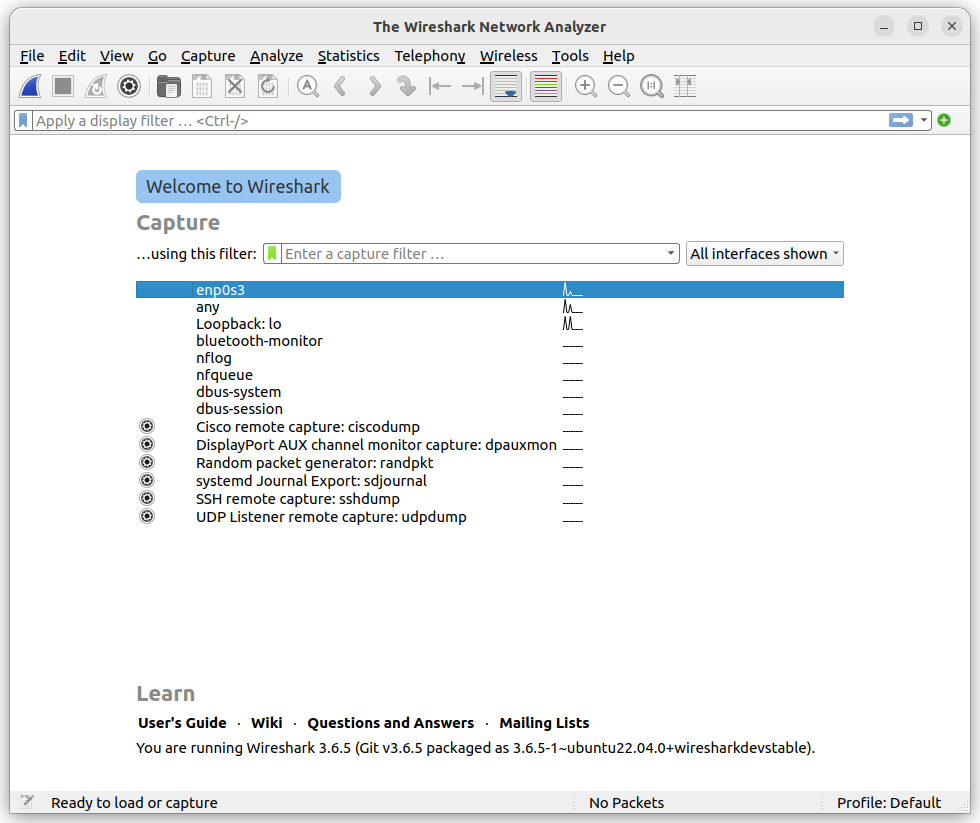 The Wireshark Network Analyzer
File Edit View Go Capture Analyze Statistics Telephony Wireless Tools Help
Apply a display filter … <Ctrl-/>
Welcome to Wireshark
Capture
…using this filter: Enter a capture filter … All interfaces shown
enp0s3
any
Loopback: lo
bluetooth-monitor
nflog
nfqueue
dbus-system
dbus-session
Cisco remote capture: ciscodump
DisplayPort AUX channel monitor capture: dpauxmon
Random packet generator: randpkt
systemd Journal Export: sdjournal
SSH remote capture: sshdump
UDP Listener remote capture: udpdump
Learn
User's Guide · Wiki · Questions and Answers · Mailing Lists
You are running Wireshark 3.6.5 (Git v3.6.5 packaged as 3.6.5-1~ubuntu22.04.0+wiresharkdevstable).
Ready to load or capture No Packets Profile: Default